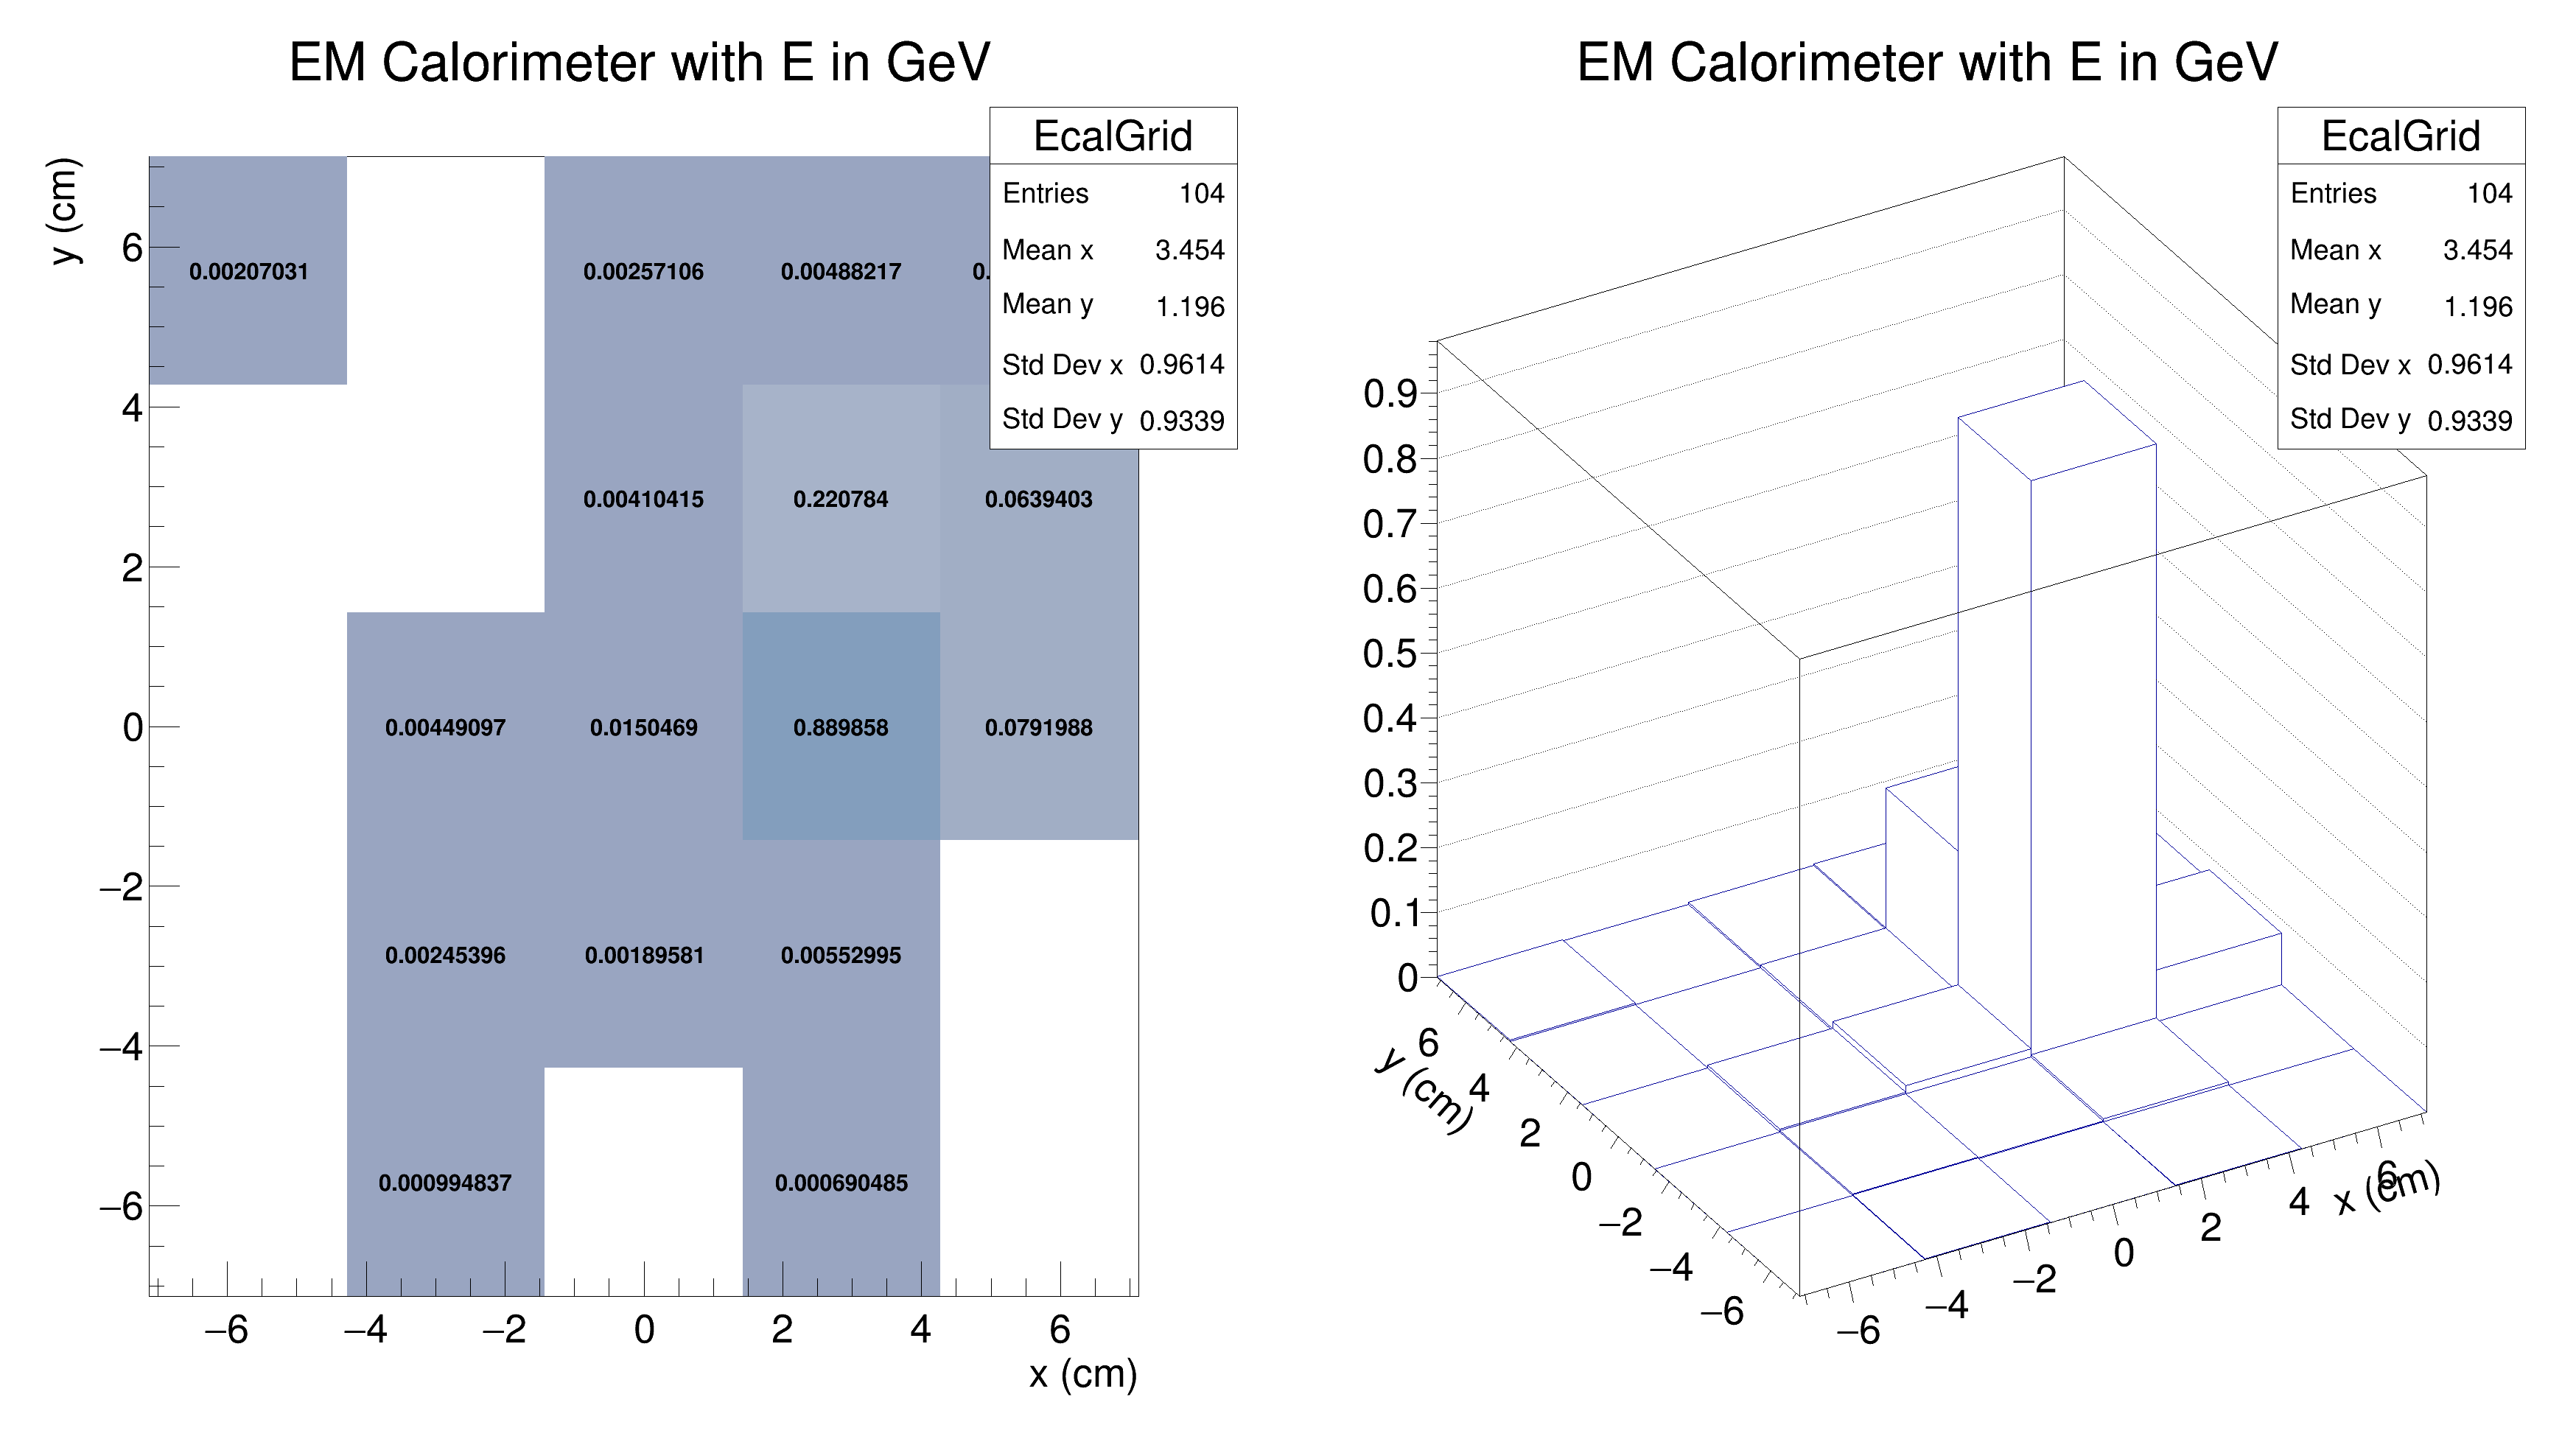 EM Calorimeter with E in GeV
EcalGrid
Entries 104
Mean x 3.454
Mean y 1.196
Std Dev x 0.9614
Std Dev y 0.9339
y (cm)
6
4
2
0
−2
−4
−6
0.00207031 0.00257106 0.00488217 0.
0.00410415 0.220784 0.0639403
0.00449097 0.0150469 0.889858 0.0791988
0.00245396 0.00189581 0.00552995
0.000994837 0.000690485
−6 −4 −2 0 2 4 6
x (cm)
EM Calorimeter with E in GeV
EcalGrid
Entries 104
Mean x 3.454
Mean y 1.196
Std Dev x 0.9614
Std Dev y 0.9339
0.9
0.8
0.7
0.6
0.5
0.4
0.3
0.2
0.1
0
y (cm)
6
4
2
0
−2
−4
−6
−6
−4
−2
0
2
4
6
x (cm)